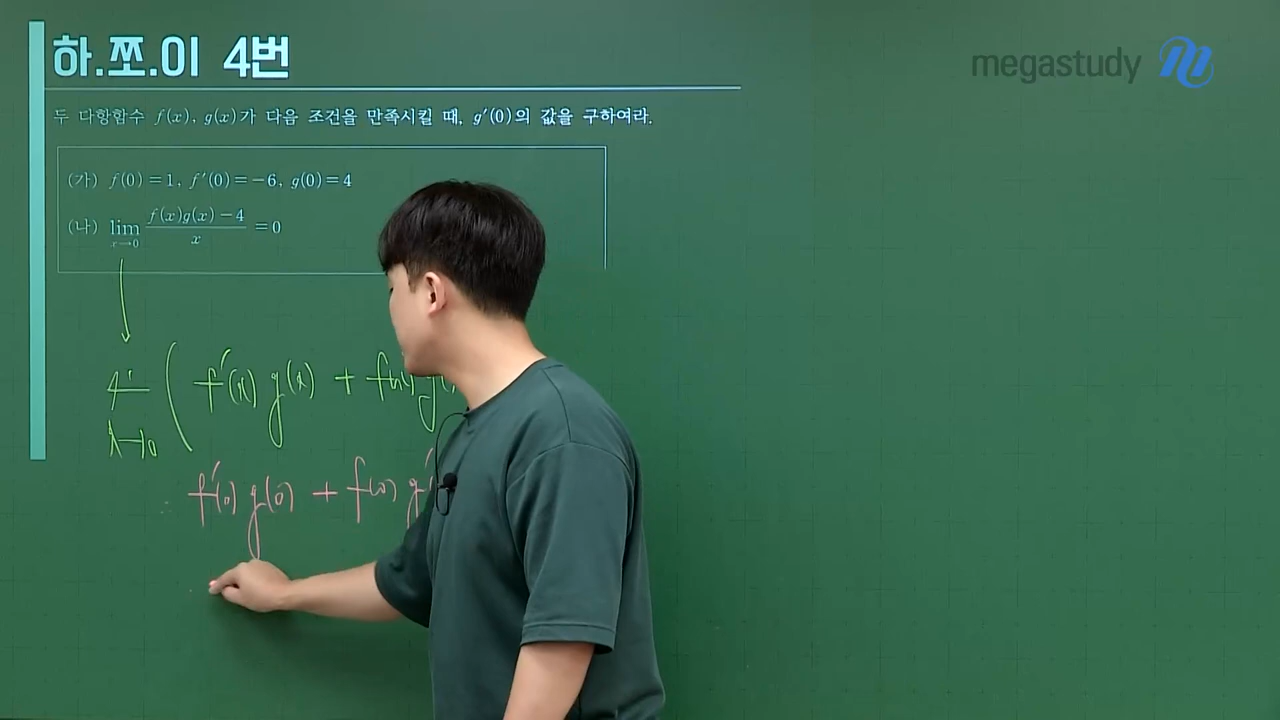 하.쪼.이 4번
megastudy
두 다항함수 f(x), g(x)가 다음 조건을 만족시킬 때, g′(0)의 값을 구하여라.
(가) f(0)=1, f′(0)=-6, g(0)=4
(나) lim x→0 f(x)g(x)-4 / x =0
x→0 ( f′(x) g(x) + f(x) g
f′(0) g(0) + f(0) g′